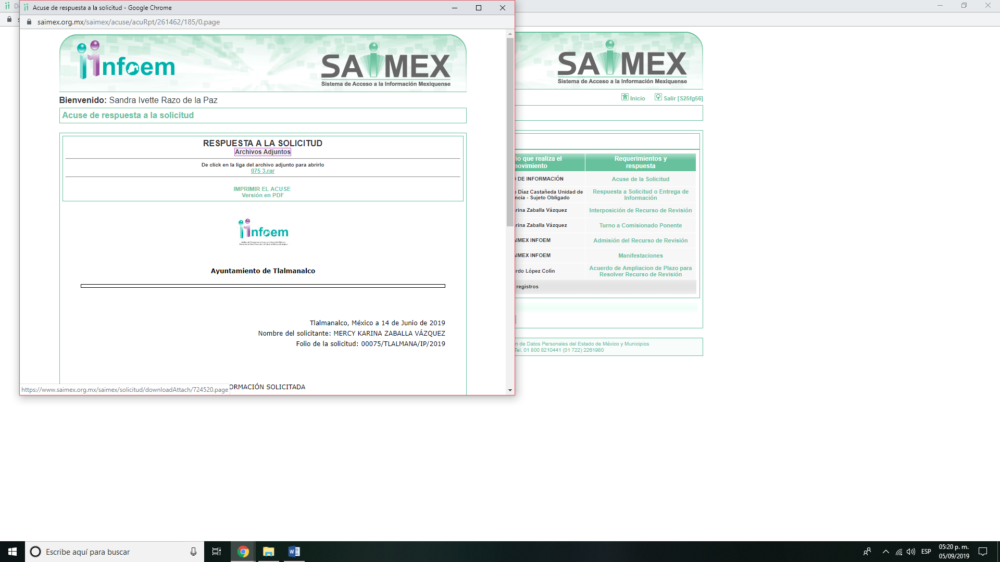 Acuse de respuesta a la solicitud - Google Chrome
saimex.org.mx/saimex/acuse/acuRpt/261462/185/0.page
infoem
SAIMEX
Sistema de Acceso a la Información Mexiquense
Bienvenido: Sandra Ivette Razo de la Paz
Acuse de respuesta a la solicitud
RESPUESTA A LA SOLICITUD
Archivos Adjuntos
De click en la liga del archivo adjunto para abrirlo
075 3.rar
IMPRIMIR EL ACUSE
Versión en PDF
infoem
Ayuntamiento de Tlalmanalco
Tlalmanalco, México a 14 de Junio de 2019
Nombre del solicitante: MERCY KARINA ZABALLA VÁZQUEZ
Folio de la solicitud: 00075/TLALMANA/IP/2019
ORMACIÓN SOLICITADA
https://www.saimex.org.mx/saimex/solicitud/downloadAttach/724520.page
SAIMEX
Sistema de Acceso a la Información Mexiquense
Inicio Salir [S25fg56]
io que realiza el
movimiento
Requerimientos y
respuesta
DE INFORMACIÓN
Acuse de la Solicitud
o Díaz Castañeda Unidad de
ncia - Sujeto Obligado
Respuesta a Solicitud o Entrega de
Información
rina Zaballa Vázquez
Interposición de Recurso de Revisión
rina Zaballa Vázquez
Turno a Comisionado Ponente
AIMEX INFOEM
Admisión del Recurso de Revisión
AIMEX INFOEM
Manifestaciones
rdo López Colín
Acuerdo de Ampliacion de Plazo para
Resolver Recurso de Revisión
registros
n de Datos Personales del Estado de México y Municipios
Tel. 01 800 8210441 (01 722) 2261980
Escribe aquí para buscar
ESP
05:20 p. m.
05/09/2019